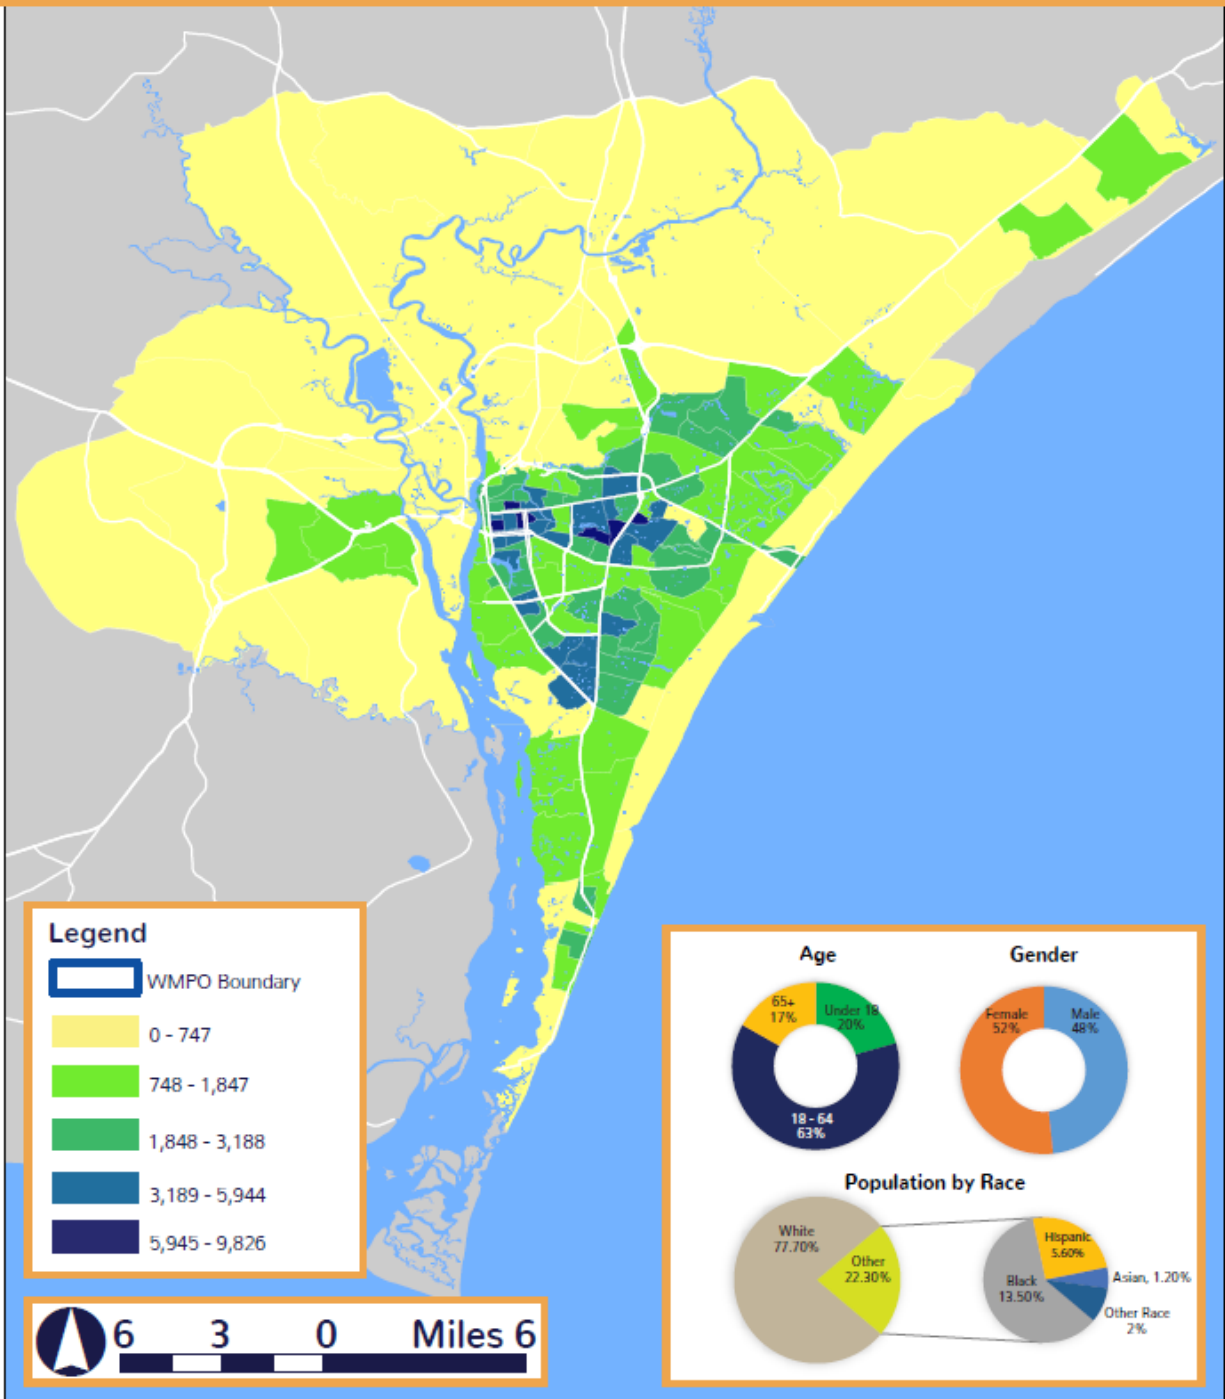 Legend
WMPO Boundary
0 - 747
748 - 1,847
1,848 - 3,188
3,189 - 5,944
5,945 - 9,826
6 3 0 Miles 6
Age
65+
17%
Under 18
20%
18 - 64
63%
Gender
Female
52%
Male
48%
Population by Race
White
77.70%
Other
22.30%
Hispanic
5.60%
Black
13.50%
Asian, 1.20%
Other Race
2%